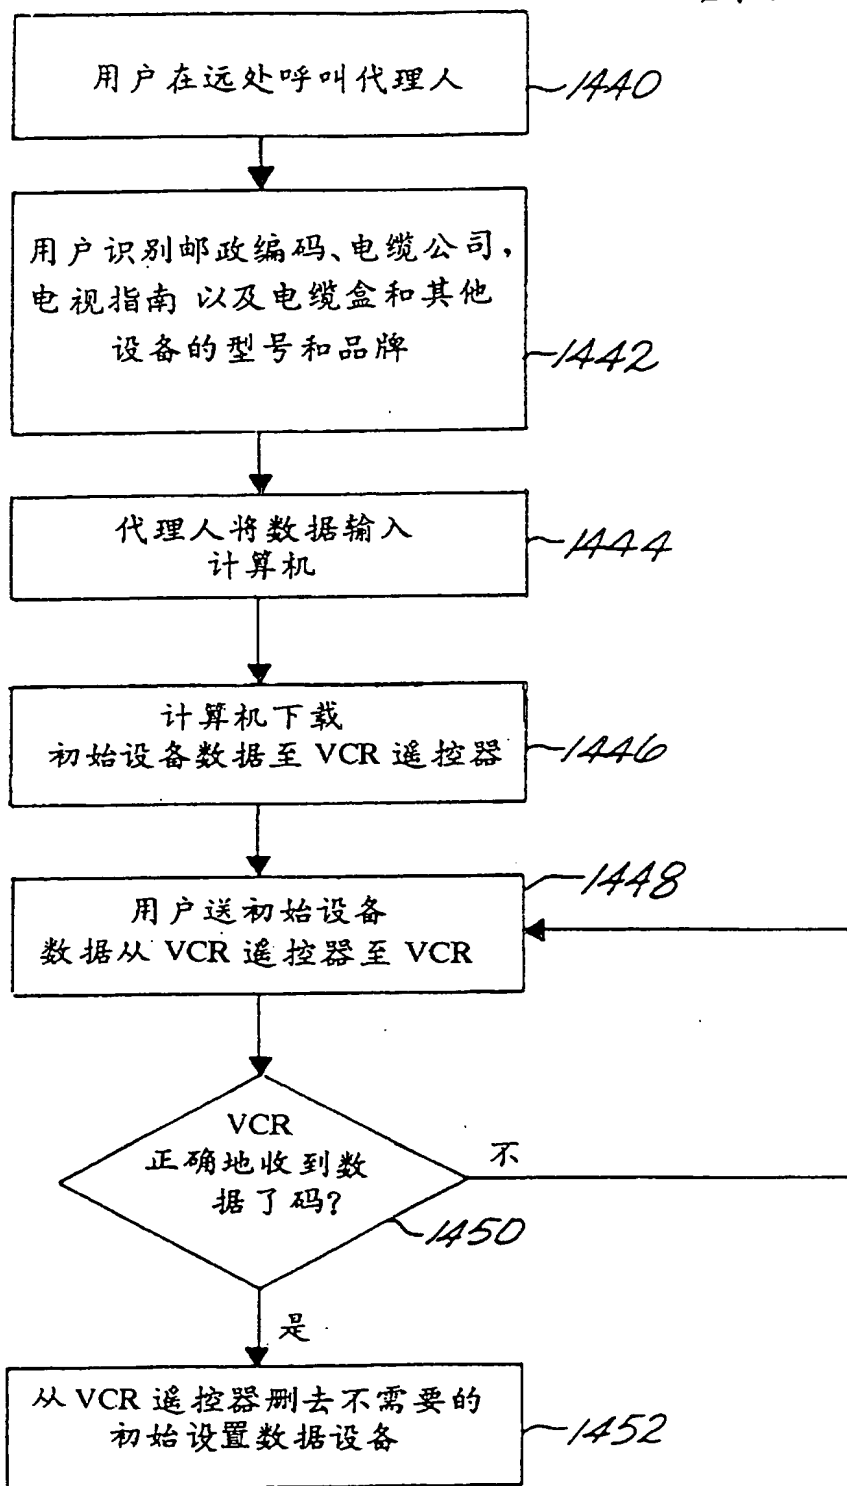 用户在远处呼叫代理人
1440
用户识别邮政编码、电缆公司,
电视指南 以及电缆盒和其他
设备的型号和品牌
1442
代理人将数据输入
计算机
1444
计算机下载
初始设备数据至 VCR 遥控器
1446
1448
用户送初始设备
数据从 VCR 遥控器至 VCR
VCR
正确地收到数
据了码?
不
1450
是
从 VCR 遥控器删去不需要的
初始设置数据设备
1452